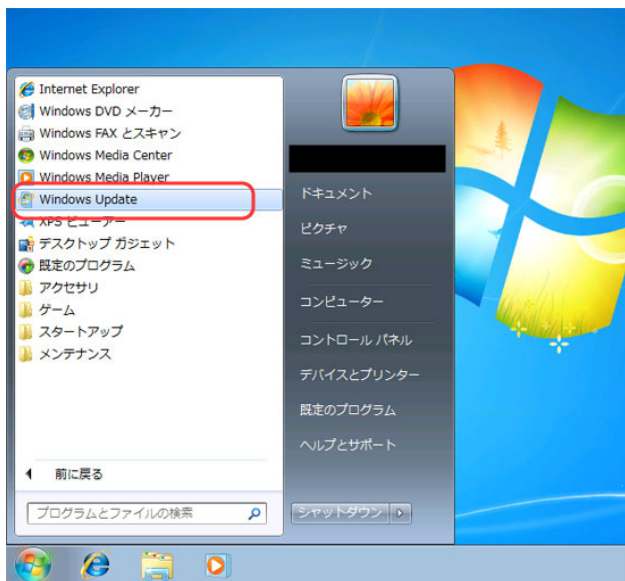 Internet Explorer
Windows DVD メーカー
Windows FAX とスキャン
Windows Media Center
Windows Media Player
Windows Update
XPS ビューアー
デスクトップ ガジェット
既定のプログラム
アクセサリ
ゲーム
スタートアップ
メンテナンス
前に戻る
プログラムとファイルの検索
ドキュメント
ピクチャ
ミュージック
コンピューター
コントロール パネル
デバイスとプリンター
既定のプログラム
ヘルプとサポート
シャットダウン